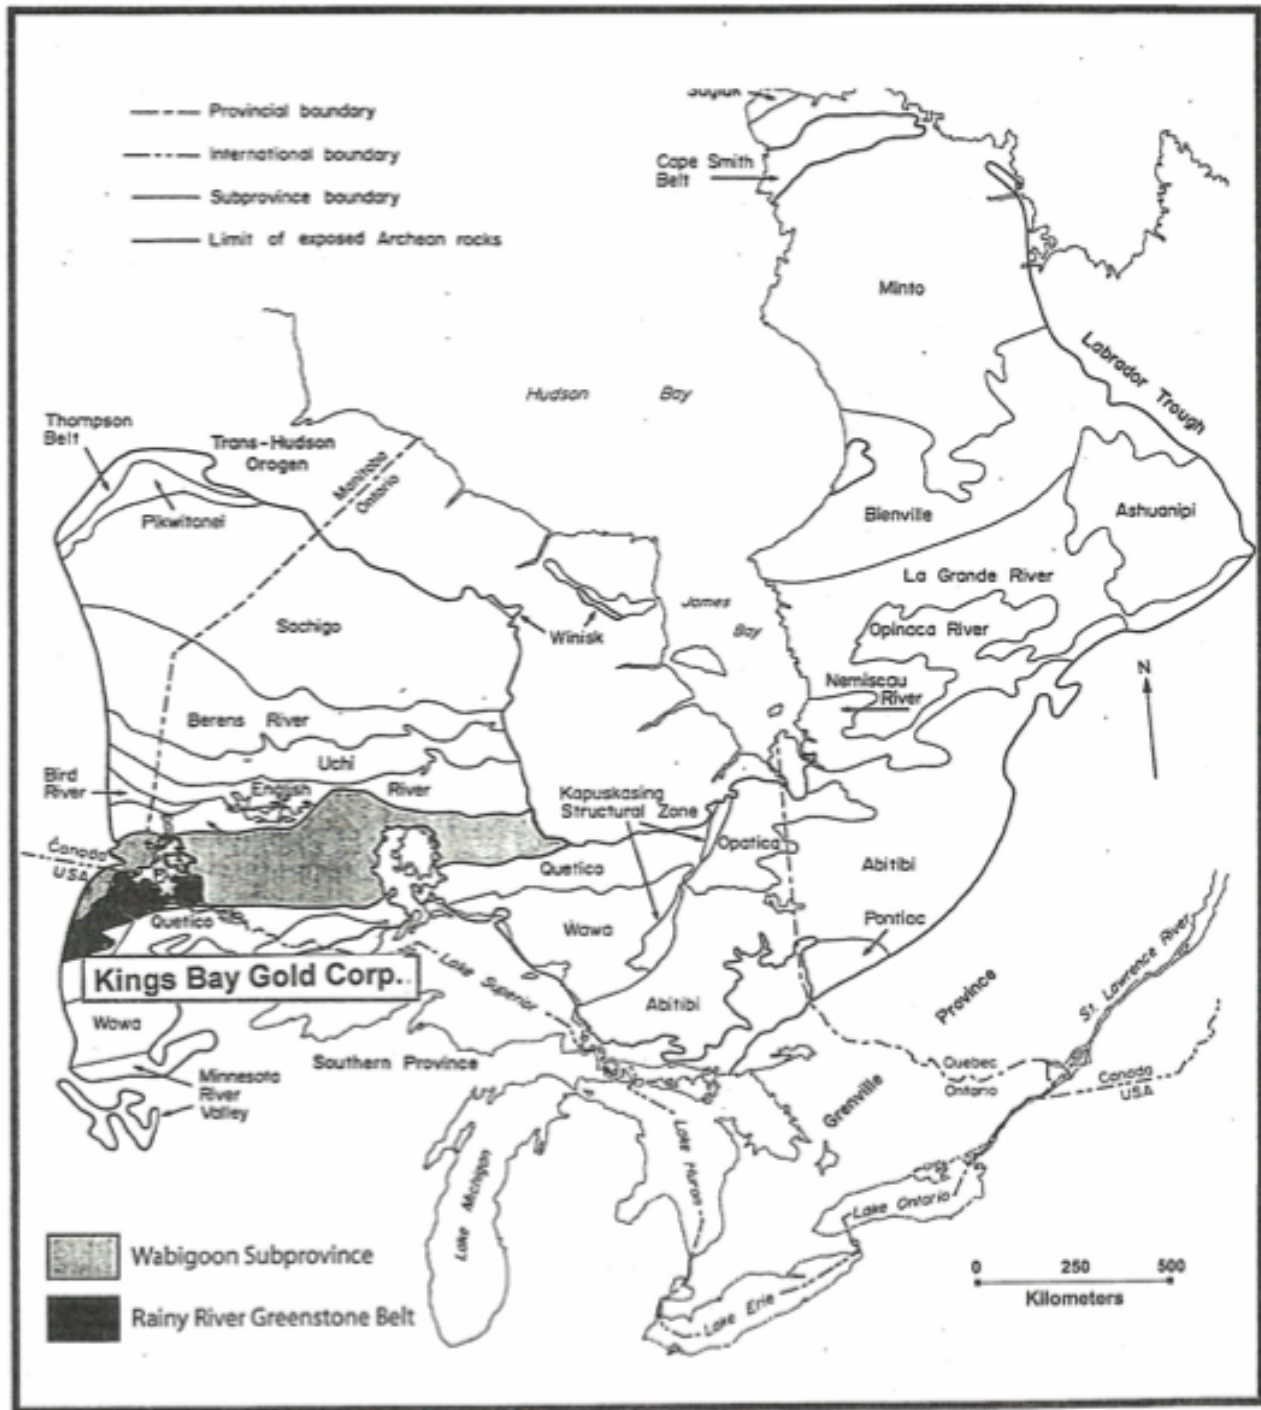 Provincial boundary
International boundary
Subprovince boundary
Limit of exposed Archean rocks
Cape Smith
Belt
Minto
Labrador Trough
Hudson Bay
Thompson
Belt
Trans-Hudson
Orogen
Manitoba
Ontario
Pikwitonei
Bienville
Ashuanipi
La Grande River
James
Bay
Sachigo
Winisk
Opinaca River
N
Nemiscau
River
Berens River
Uchi
Bird
River
English River
Kapuskasing
Structural Zone
Opatica
Canada
USA
Quetico
Abitibi
Quetico
Wawa
Pontiac
Kings Bay Gold Corp..
Lake Superior
Abitibi
Province
St. Lawrence River
Wawa
Southern Province
Quebec
Ontario
Canada
USA
Minnesota
River
Valley
Grenville
Lake Huron
Lake Michigan
Lake Ontario
Wabigoon Subprovince
0 250 500
Kilometers
Rainy River Greenstone Belt
Lake Erie